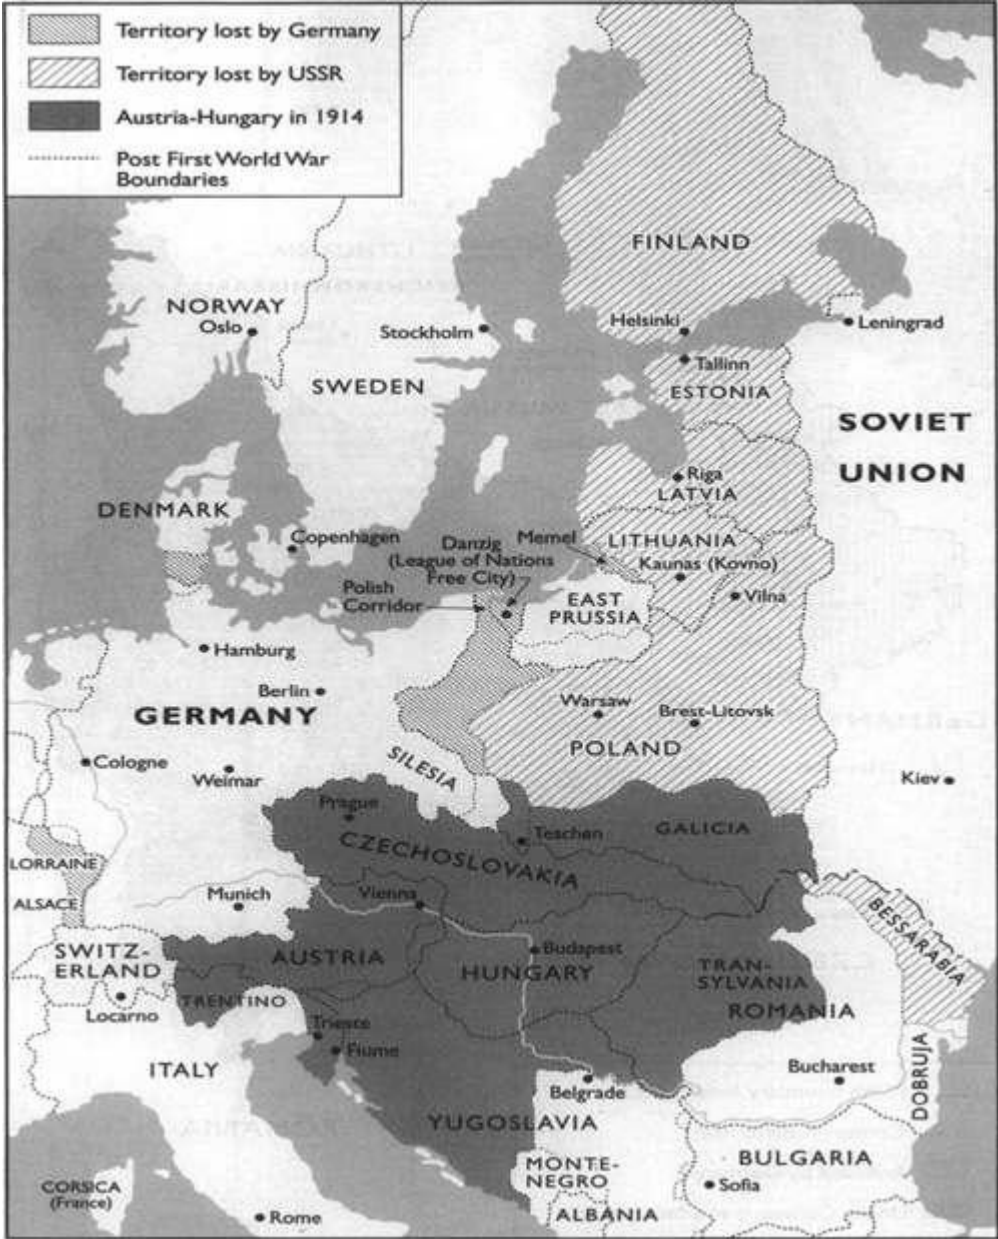 Territory lost by Germany
Territory lost by USSR
Austria-Hungary in 1914
Post First World War
Boundaries
FINLAND
NORWAY
Oslo
Stockholm
Helsinki
Leningrad
Tallinn
SWEDEN
ESTONIA
SOVIET
UNION
Riga
LATVIA
DENMARK
Copenhagen
Danzig
(League of Nations
Free City)
Memel
LITHUANIA
Kaunas (Kovno)
Vilna
Polish
Corridor
EAST
PRUSSIA
Hamburg
Berlin
GERMANY
Warsaw
Brest-Litovsk
POLAND
Cologne
Weimar
SILESIA
Kiev
Prague
Teschen
GALICIA
CZECHOSLOVAKIA
LORRAINE
ALSACE
Munich
Vienna
BESSARABIA
SWITZ-
ERLAND
AUSTRIA
Budapest
HUNGARY
TRAN-
SYLVANIA
ROMANIA
TRENTINO
Locarno
Trieste
Fiume
ITALY
Bucharest
DOBRUJA
Belgrade
YUGOSLAVIA
MONTE-
NEGRO
BULGARIA
Sofia
CORSICA
(France)
Rome
ALBANIA